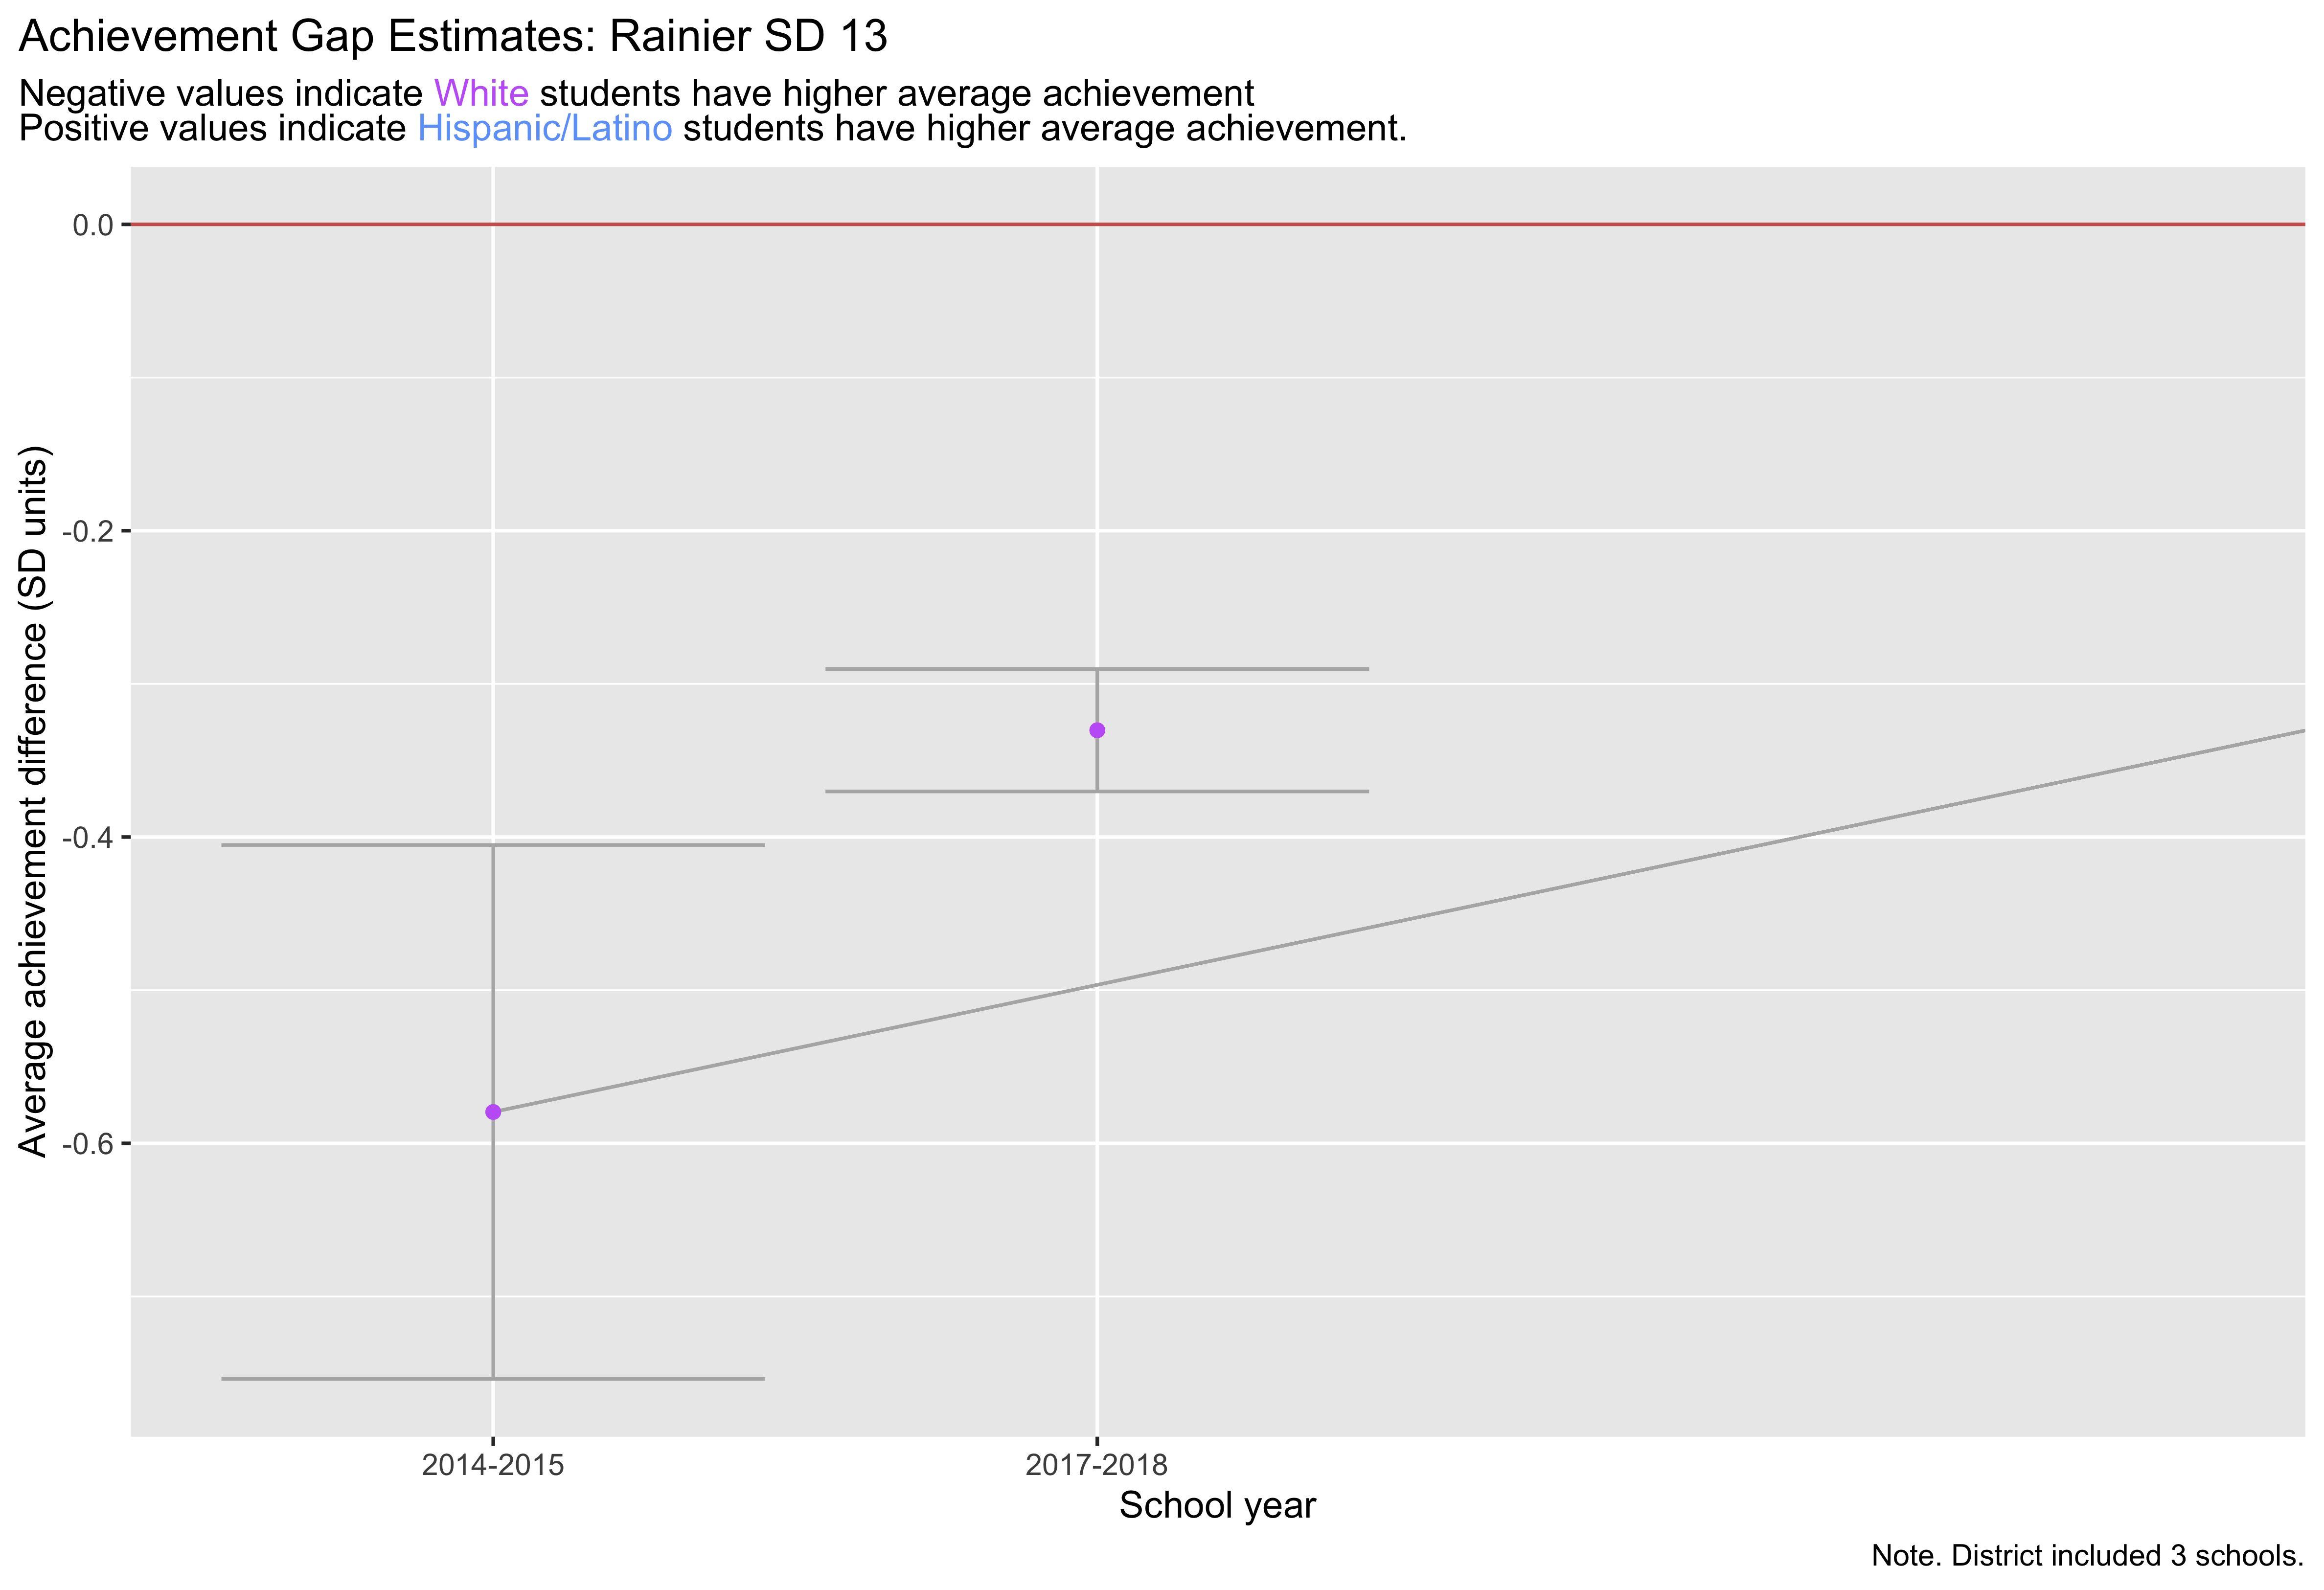 Achievement Gap Estimates: Rainier SD 13
Negative values indicate White students have higher average achievement
Positive values indicate Hispanic/Latino students have higher average achievement.
Average achievement difference (SD units)
0.0
-0.2
-0.4
-0.6
2014-2015
2017-2018
School year
Note. District included 3 schools.